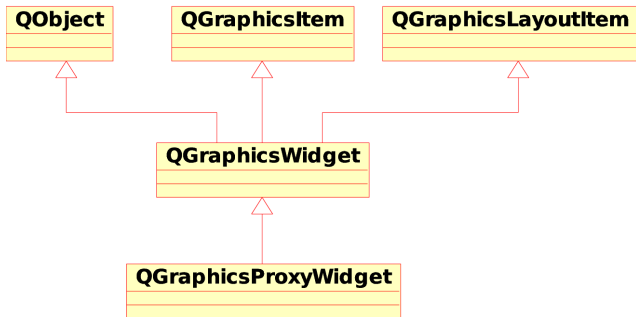 QObject
QGraphicsItem
QGraphicsLayoutItem
QGraphicsWidget
QGraphicsProxyWidget